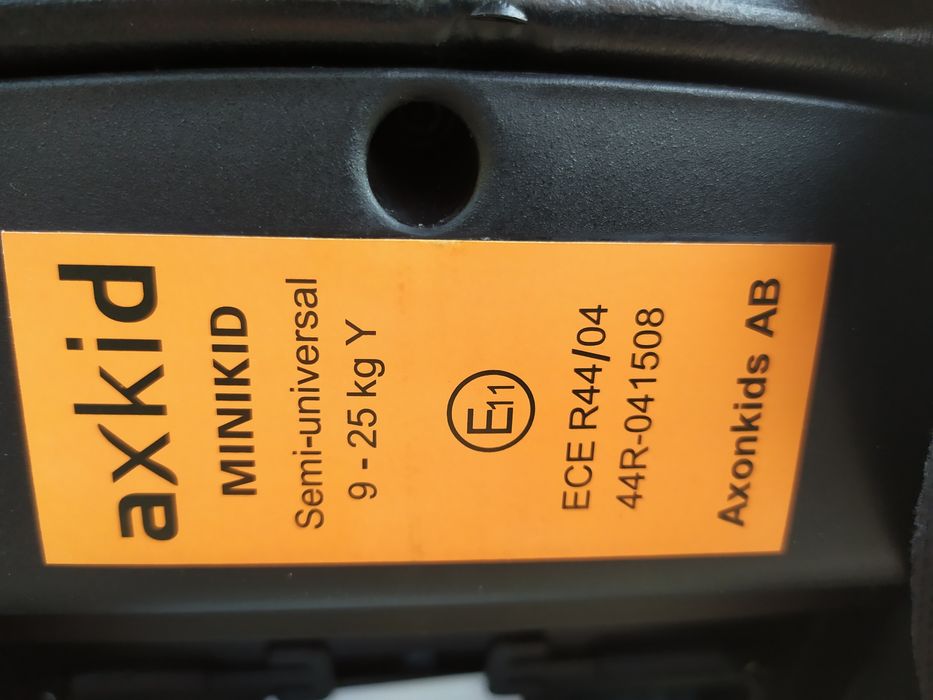 axkid
MINIKID
Semi-universal
9 - 25 kg Y
E11
ECE R44/04
44R-041508
Axonkids AB